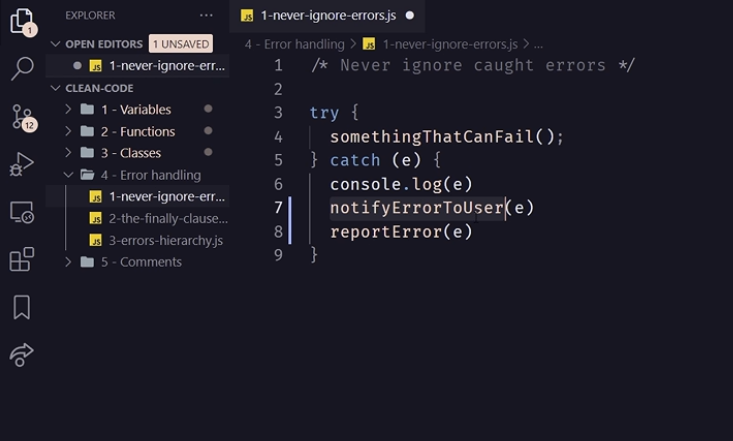 EXPLORER ...
OPEN EDITORS 1 UNSAVED
JS 1-never-ignore-err...
CLEAN-CODE
1 - Variables
2 - Functions
3 - Classes
4 - Error handling
JS 1-never-ignore-err...
JS 2-the-finally-clause...
JS 3-errors-hierarchy.js
5 - Comments
1
12
JS 1-never-ignore-errors.js
4 - Error handling > JS 1-never-ignore-errors.js > ...
1 /* Never ignore caught errors */
2
3 try {
4 somethingThatCanFail();
5 } catch (e) {
6 console.log(e)
7 notifyErrorToUser(e)
8 reportError(e)
9 }